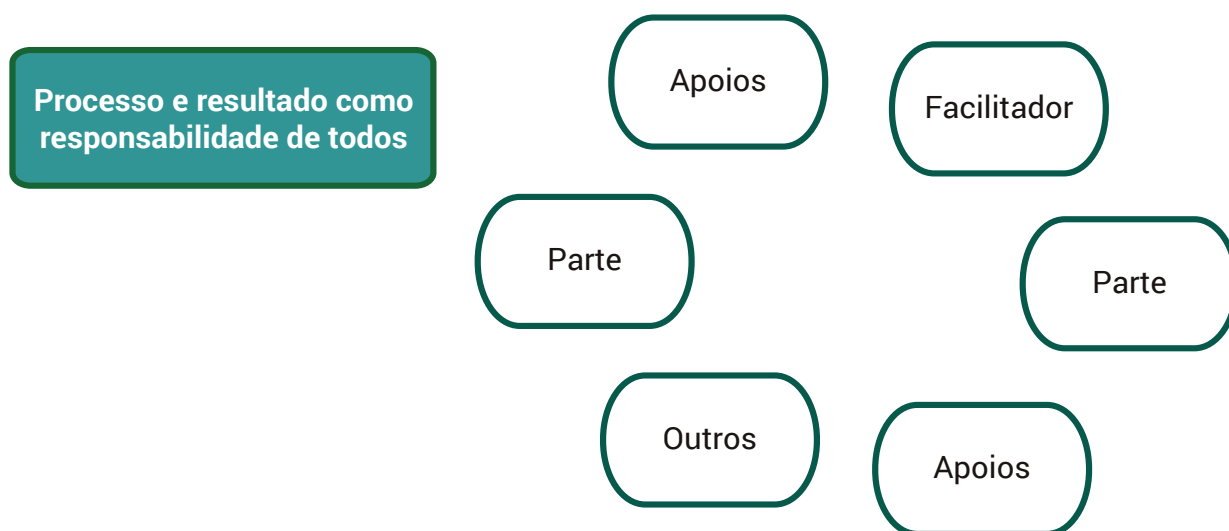 Processo e resultado como
responsabilidade de todos
Apoios
Facilitador
Parte
Parte
Outros
Apoios